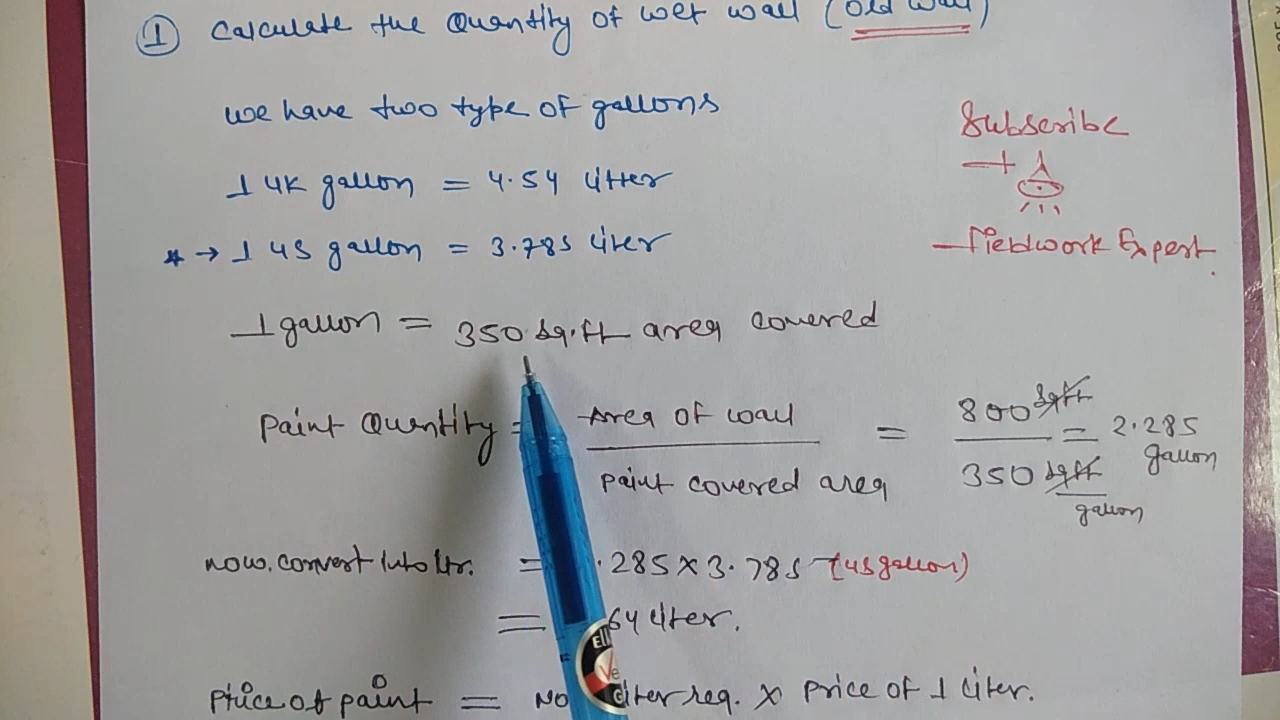 ① Calculate the Quantity of wet wall (old wall)
we have two type of gallons
1 UK gallon = 4.54 litter
* → 1 US gallon = 3.785 liter
1 gallon = 350 sq.ft area covered
Paint Quantity = Area of wall / paint covered area = 800 sqft / 350 sqft/gallon = 2.285 gallon
now. convert into ltr. = .285 × 3.785 (US gallon)
= 64 liter.
Price of paint = No liter req. × Price of 1 liter.
Subscribe
+
- Fieldwork Expert.